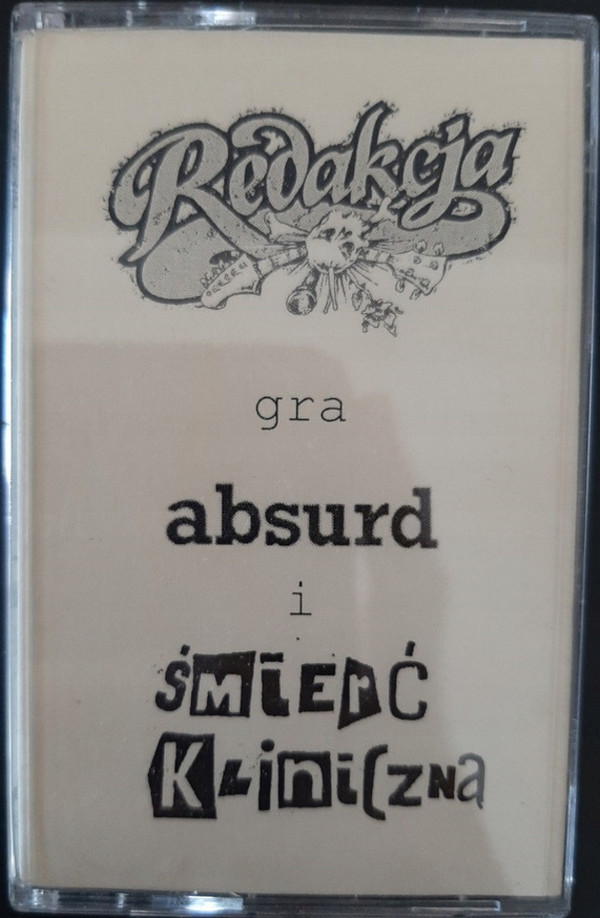 Redakcja
gra
absurd
i
śmierć
Kliniczna